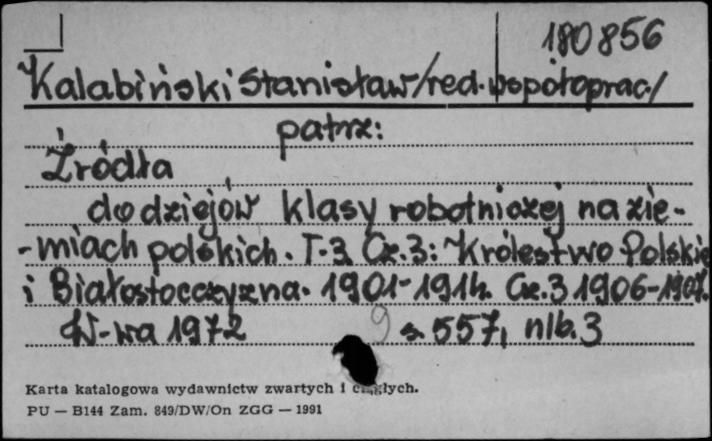 180856
Kalabiński Stanisław/red. współoprac./
patrz:
Źródła
do dziejów klasy robotniczej na zie-
-miach polskich. T.3 Cz.3: Królestwo Polskie
i Białostocczyzna. 1901-1914. Cz.3 1906-1907.
W-wa 1972 9 s. 557, nlb.3
Karta katalogowa wydawnictw zwartych i ciągłych.
PU — B144 Zam. 849/DW/On ZGG — 1991